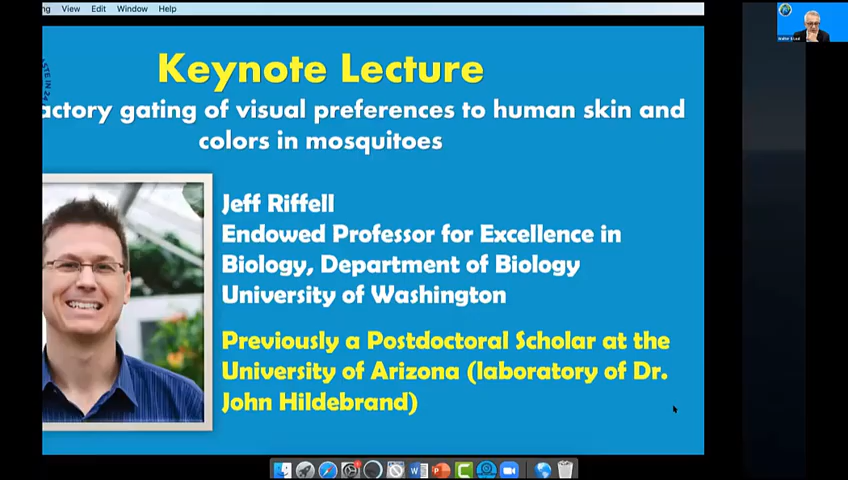 View Edit Window Help
Keynote Lecture
actory gating of visual preferences to human skin and
colors in mosquitoes
Jeff Riffell
Endowed Professor for Excellence in
Biology, Department of Biology
University of Washington
Previously a Postdoctoral Scholar at the
University of Arizona (laboratory of Dr.
John Hildebrand)